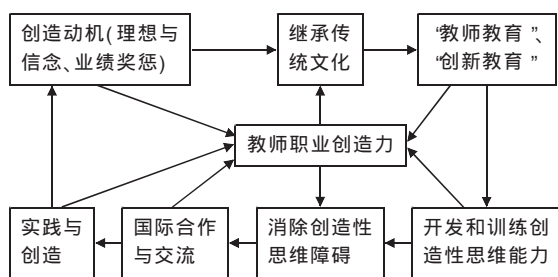 创造动机(理想与
信念、业绩奖惩)
继承传
统文化
“教师教育”、
“创新教育”
教师职业创造力
实践与
创造
国际合作
与交流
消除创造性
思维障碍
开发和训练创
造性思维能力